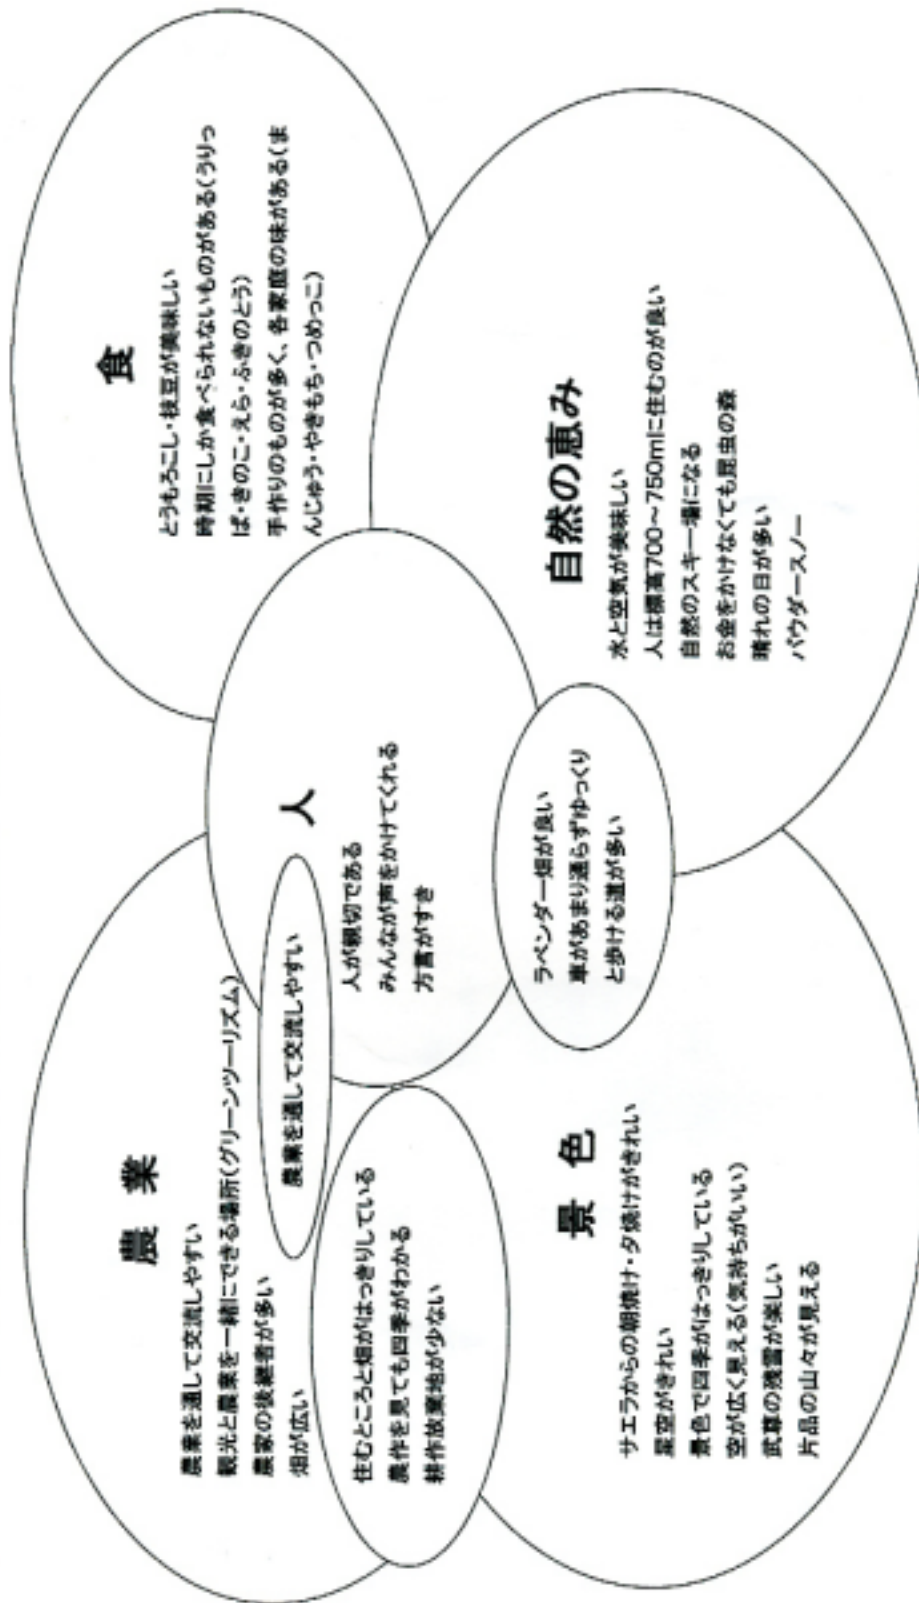 農業
農業を通して交流しやすい
観光と農業を一緒にできる場所(グリーンツーリズム)
農家の後継者が多い
畑が広い
農業を通して交流しやすい
住むところと畑がはっきりしている
農作を見ても四季がわかる
耕作放棄地が少ない
人
人が親切である
みんなが声をかけてくれる
方言がすき
食
とうもろこし・枝豆が美味しい
時期にしか食べられないものがある(うりっ
ば・きのこ・えら・ふきのとう)
手作りのものが多く、各家庭の味がある(ま
んじゅう・やきもち・つめっこ)
景色
サエラからの朝焼け・夕焼けがきれい
星空がきれい
景色で四季がはっきりしている
空が広く見える(気持ちがいい)
武尊の残雪が楽しい
片品の山々が見える
ラベンダー畑が良い
車があまり通らずゆっくり
と歩ける道が多い
自然の恵み
水と空気が美味しい
人は標高700～750mに住むのが良い
自然のスキー場になる
お金をかけなくても昆虫の森
晴れの日が多い
パウダースノー